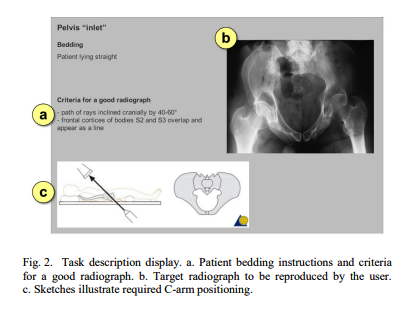 Pelvis "inlet"
Bedding
Patient lying straight
Criteria for a good radiograph
- path of rays inclined cranially by 40-60°
- frontal cortices of bodies S2 and S3 overlap and
appear as a line
a
b
c
Fig. 2. Task description display. a. Patient bedding instructions and criteria
for a good radiograph. b. Target radiograph to be reproduced by the user.
c. Sketches illustrate required C-arm positioning.